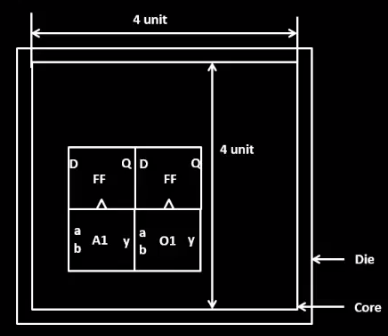 4 unit
D Q D Q
FF FF
4 unit
a A1 y a O1 y
b b
Die
Core